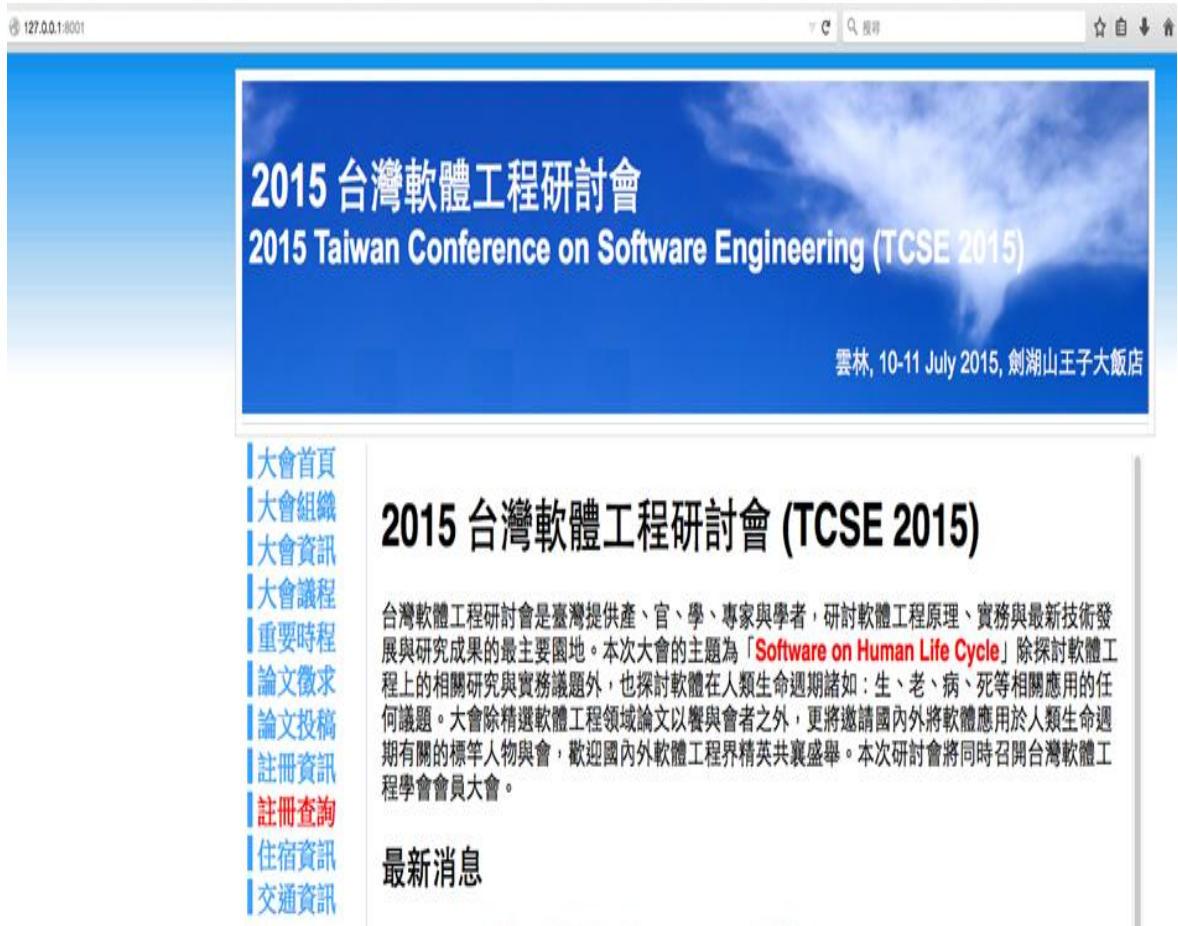 127.0.0.1:8001
搜尋
2015 台灣軟體工程研討會
2015 Taiwan Conference on Software Engineering (TCSE 2015)
雲林, 10-11 July 2015, 劍湖山王子大飯店
大會首頁
大會組織
大會資訊
大會議程
重要時程
論文徵求
論文投稿
註冊資訊
註冊查詢
住宿資訊
交通資訊
2015 台灣軟體工程研討會 (TCSE 2015)
台灣軟體工程研討會是臺灣提供產、官、學、專家與學者，研討軟體工程原理、實務與最新技術發
展與研究成果的最主要園地。本次大會的主題為「Software on Human Life Cycle」除探討軟體工
程上的相關研究與實務議題外，也探討軟體在人類生命週期諸如：生、老、病、死等相關應用的任
何議題。大會除精選軟體工程領域論文以饗與會者之外，更將邀請國內外將軟體應用於人類生命週
期有關的標竿人物與會，歡迎國內外軟體工程界精英共襄盛舉。本次研討會將同時召開台灣軟體工
程學會會員大會。
最新消息